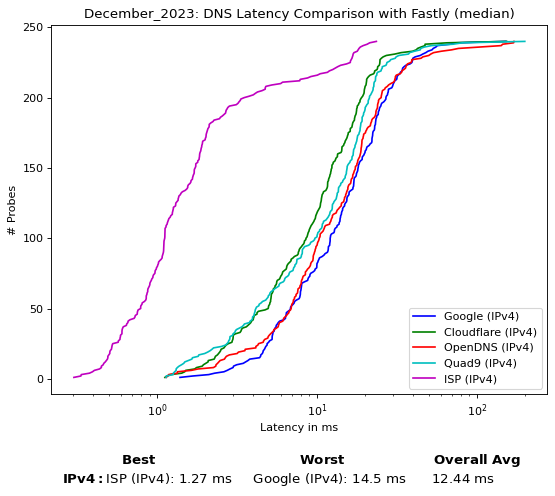 December_2023: DNS Latency Comparison with Fastly (median)
250
200
150
100
50
0
# Probes
10⁰
10¹
10²
Latency in ms
Google (IPv4)
Cloudflare (IPv4)
OpenDNS (IPv4)
Quad9 (IPv4)
ISP (IPv4)
Best Worst Overall Avg
IPv4: ISP (IPv4): 1.27 ms Google (IPv4): 14.5 ms 12.44 ms